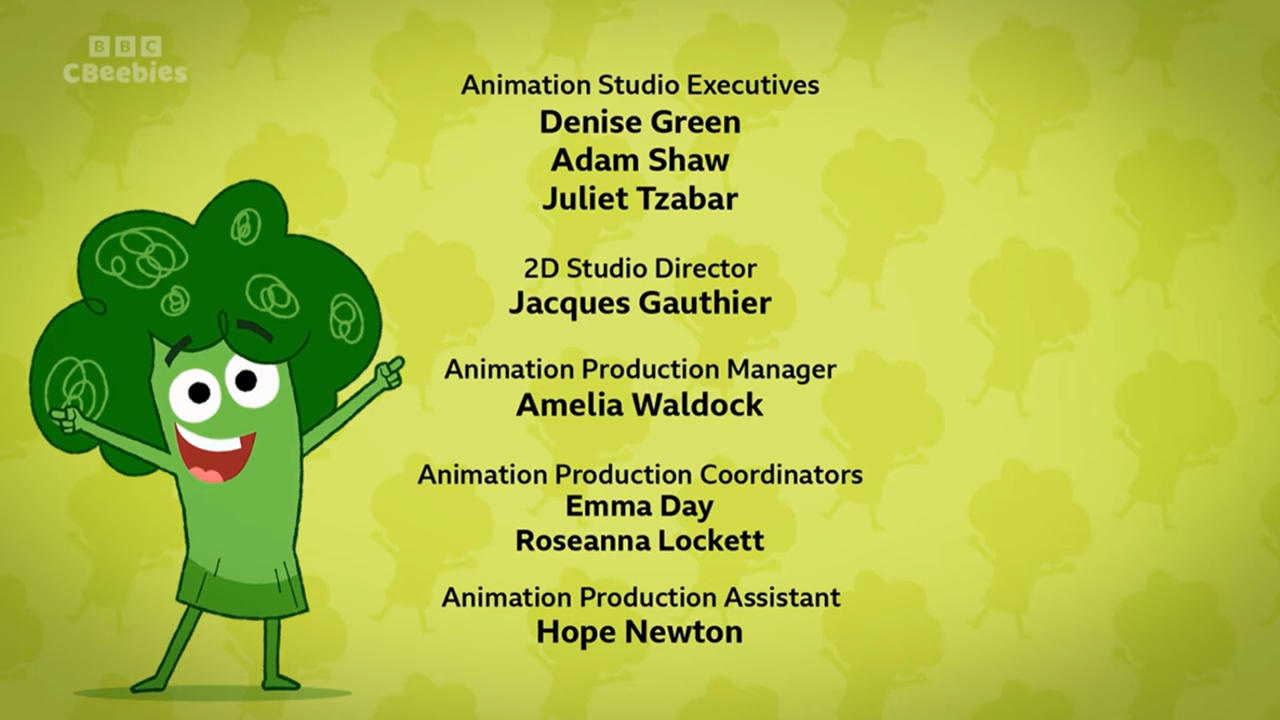 BBC
CBeebies
Animation Studio Executives
Denise Green
Adam Shaw
Juliet Tzabar
2D Studio Director
Jacques Gauthier
Animation Production Manager
Amelia Waldock
Animation Production Coordinators
Emma Day
Roseanna Lockett
Animation Production Assistant
Hope Newton